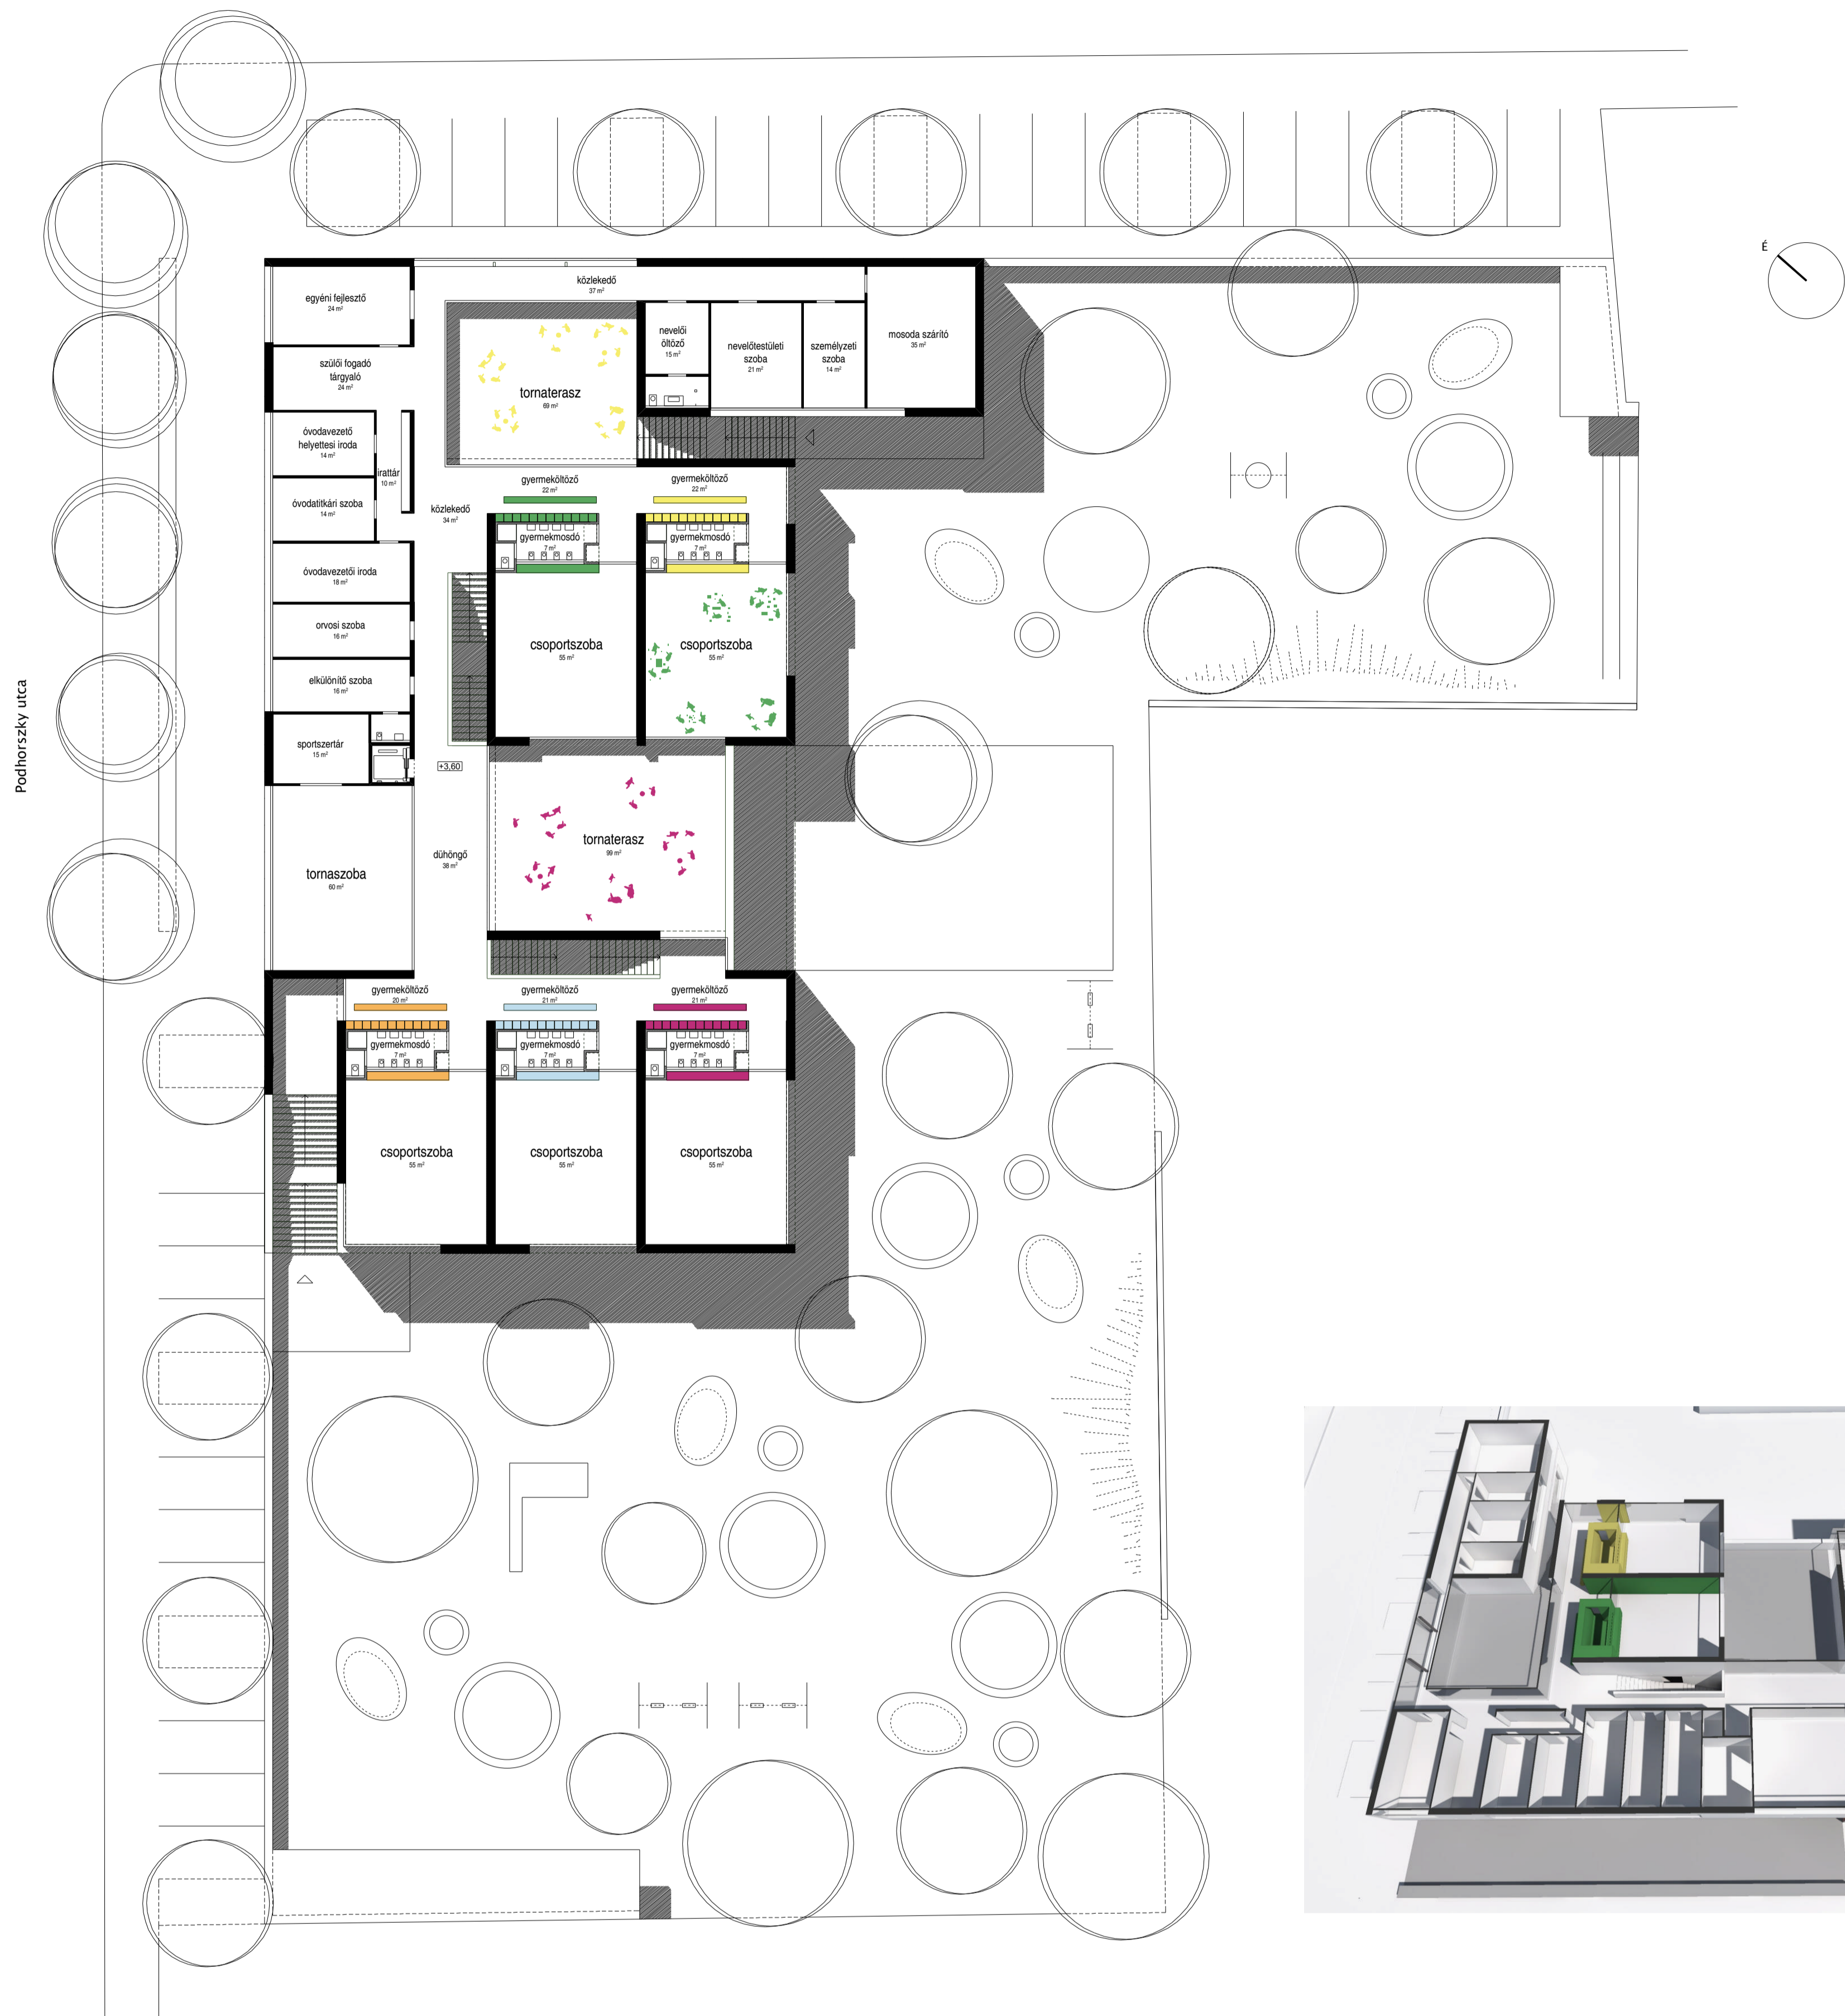 É
közlekedő
37 m²
egyéni fejlesztő
24 m²
nevelői
öltöző
15 m²
nevelőtestületi
szoba
21 m²
személyzeti
szoba
14 m²
mosoda szárító
35 m²
szülői fogadó
tárgyaló
24 m²
tornaterasz
69 m²
óvodavezető
helyettesi iroda
14 m²
irattár
10 m²
óvodatitkári szoba
14 m²
közlekedő
34 m²
gyermeköltöző
22 m²
gyermeköltöző
22 m²
gyermekmosdó
7 m²
gyermekmosdó
7 m²
óvodavezetői iroda
18 m²
orvosi szoba
16 m²
csoportszoba
55 m²
csoportszoba
55 m²
elkülönítő szoba
16 m²
Podhorszky utca
sportszertár
15 m²
+3,60
tornaterasz
99 m²
dühöngő
38 m²
tornaszoba
60 m²
gyermeköltöző
20 m²
gyermeköltöző
21 m²
gyermeköltöző
21 m²
gyermekmosdó
7 m²
gyermekmosdó
7 m²
gyermekmosdó
7 m²
csoportszoba
55 m²
csoportszoba
55 m²
csoportszoba
55 m²